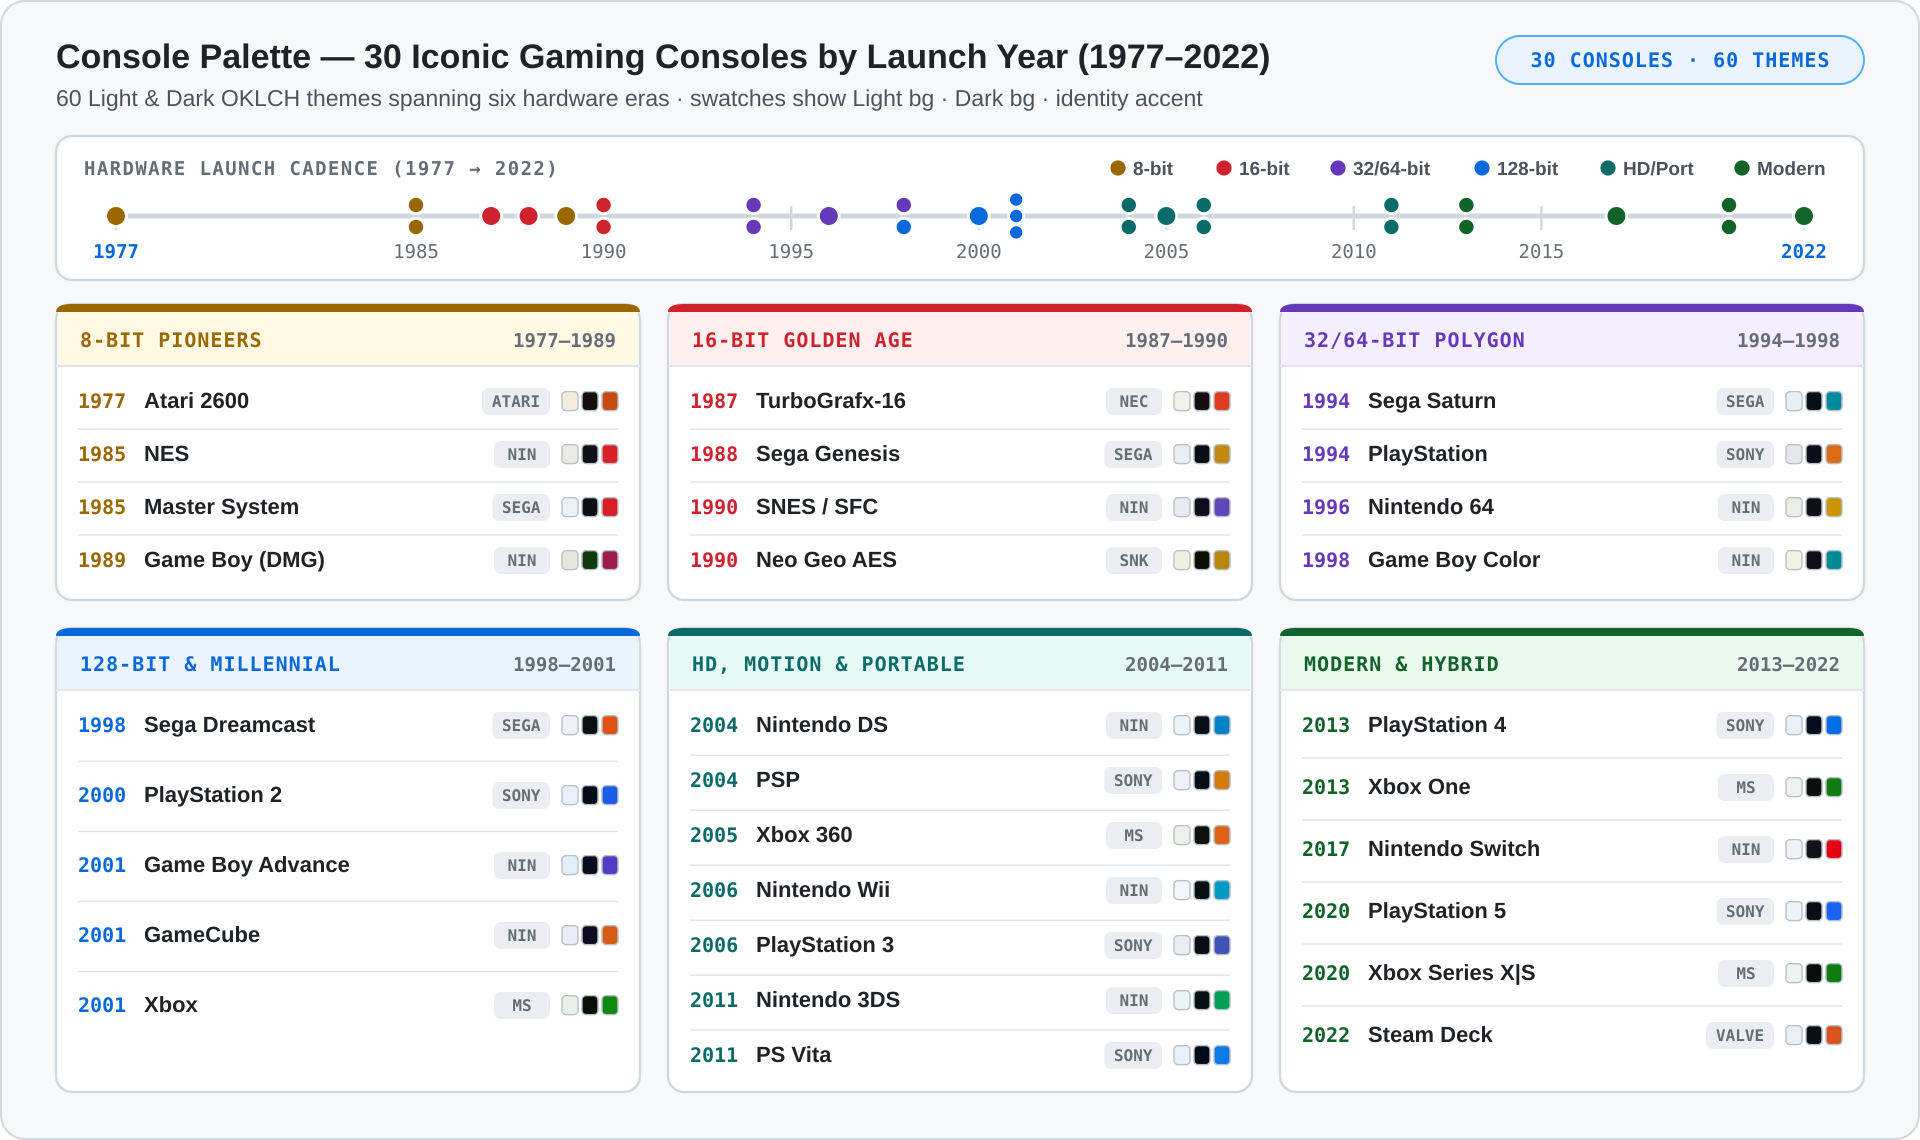 Console Palette — 30 Iconic Gaming Consoles by Launch Year (1977–2022)
30 CONSOLES · 60 THEMES
60 Light & Dark OKLCH themes spanning six hardware eras · swatches show Light bg · Dark bg · identity accent
HARDWARE LAUNCH CADENCE (1977 → 2022)
8-bit 16-bit 32/64-bit 128-bit HD/Port Modern
1977 1985 1990 1995 2000 2005 2010 2015 2022
8-BIT PIONEERS 1977–1989
1977 Atari 2600 ATARI
1985 NES NIN
1985 Master System SEGA
1989 Game Boy (DMG) NIN
16-BIT GOLDEN AGE 1987–1990
1987 TurboGrafx-16 NEC
1988 Sega Genesis SEGA
1990 SNES / SFC NIN
1990 Neo Geo AES SNK
32/64-BIT POLYGON 1994–1998
1994 Sega Saturn SEGA
1994 PlayStation SONY
1996 Nintendo 64 NIN
1998 Game Boy Color NIN
128-BIT & MILLENNIAL 1998–2001
1998 Sega Dreamcast SEGA
2000 PlayStation 2 SONY
2001 Game Boy Advance NIN
2001 GameCube NIN
2001 Xbox MS
HD, MOTION & PORTABLE 2004–2011
2004 Nintendo DS NIN
2004 PSP SONY
2005 Xbox 360 MS
2006 Nintendo Wii NIN
2006 PlayStation 3 SONY
2011 Nintendo 3DS NIN
2011 PS Vita SONY
MODERN & HYBRID 2013–2022
2013 PlayStation 4 SONY
2013 Xbox One MS
2017 Nintendo Switch NIN
2020 PlayStation 5 SONY
2020 Xbox Series X|S MS
2022 Steam Deck VALVE